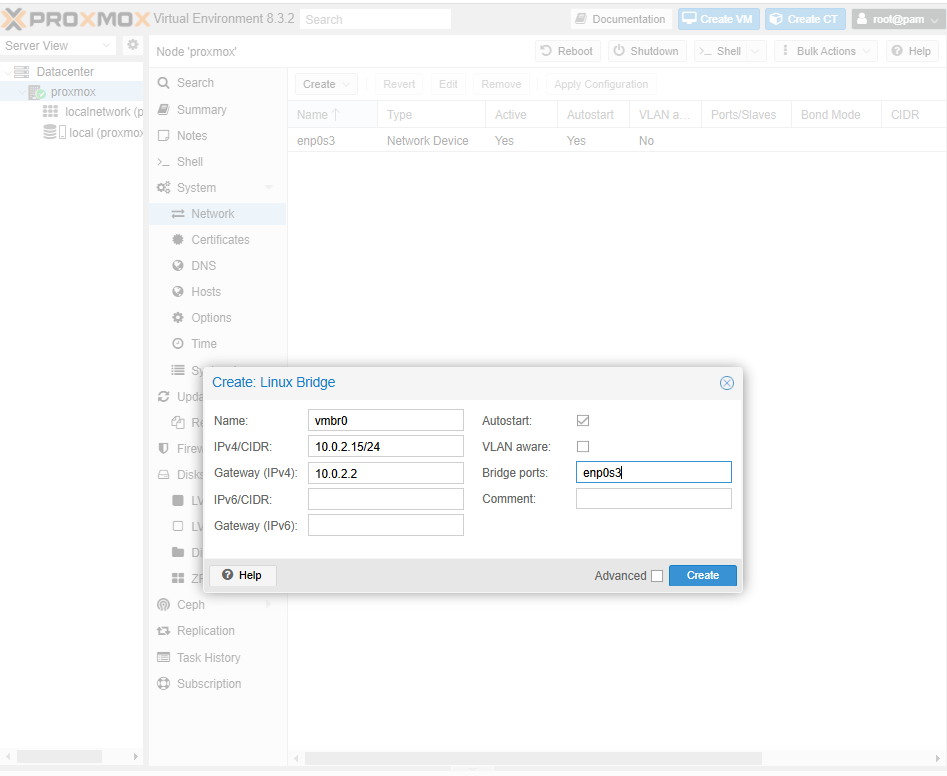 PROXMOX Virtual Environment 8.3.2 Search Documentation Create VM Create CT root@pam
Server View Node 'proxmox' Reboot Shutdown >_ Shell Bulk Actions Help
Datacenter
proxmox
localnetwork (p
local (proxmox
Search
Summary
Notes
>_ Shell
System
Network
Certificates
DNS
Hosts
Options
Time
Sy
Upda
Re
Firew
Disks
LV
LV
Di
ZF
Ceph
Replication
Task History
Subscription
Create Revert Edit Remove Apply Configuration
Name ↑ Type Active Autostart VLAN a... Ports/Slaves Bond Mode CIDR
enp0s3 Network Device Yes Yes No
Create: Linux Bridge
Name: vmbr0 Autostart:
IPv4/CIDR: 10.0.2.15/24 VLAN aware:
Gateway (IPv4): 10.0.2.2 Bridge ports: enp0s3
IPv6/CIDR: Comment:
Gateway (IPv6):
Help Advanced Create